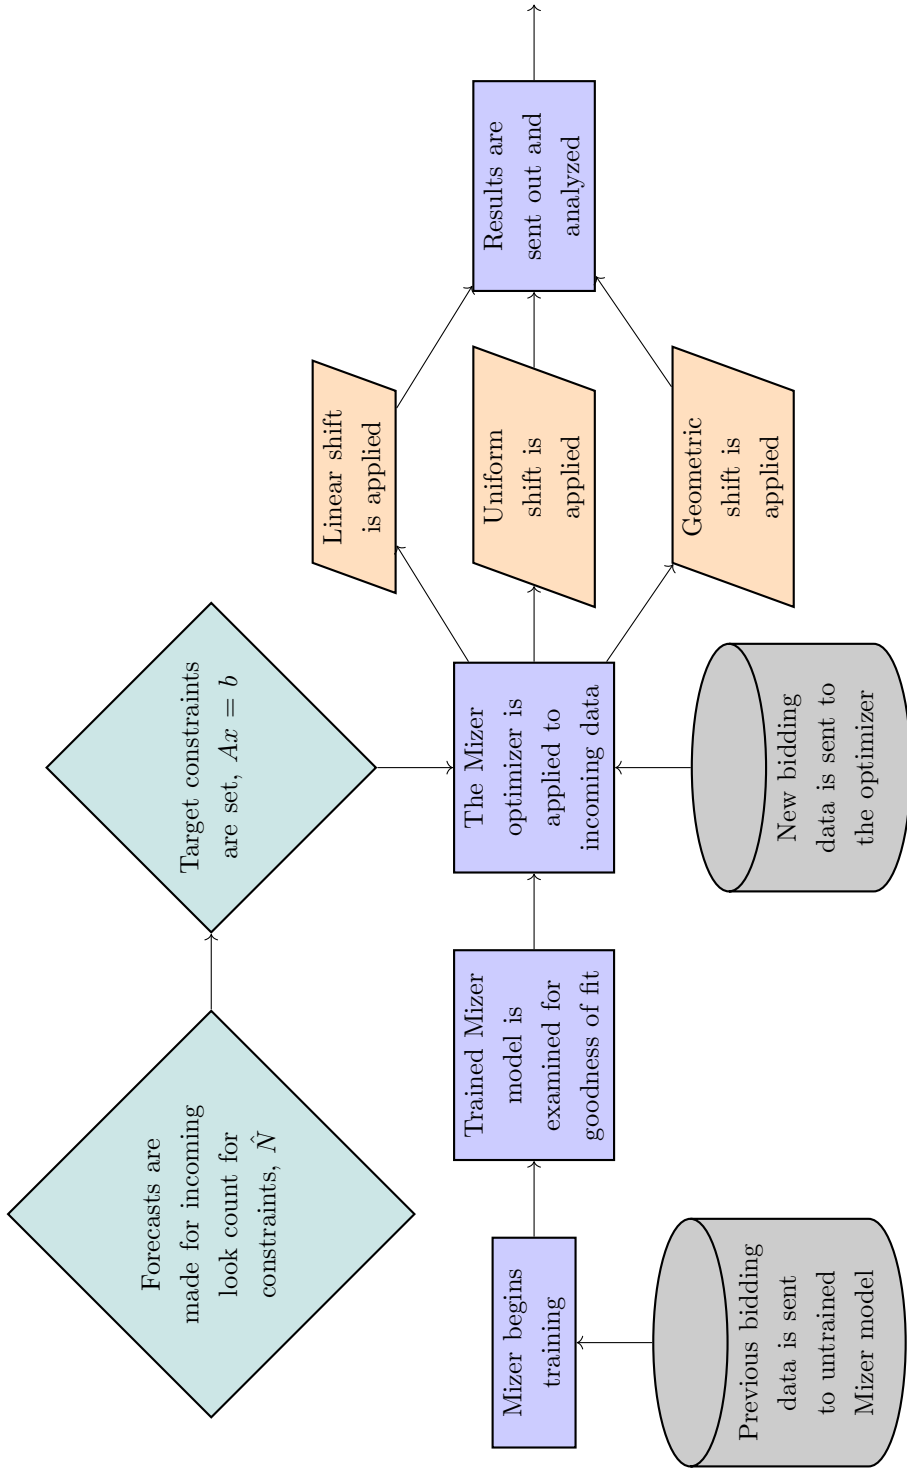 Forecasts are
made for incoming
look count for
constraints, N̂
Target constraints
are set, Ax = b
Mizer begins
training
Trained Mizer
model is
examined for
goodness of fit
The Mizer
optimizer is
applied to
incoming data
Linear shift
is applied
Uniform
shift is
applied
Geometric
shift is
applied
Results are
sent out and
analyzed
Previous bidding
data is sent
to untrained
Mizer model
New bidding
data is sent to
the optimizer